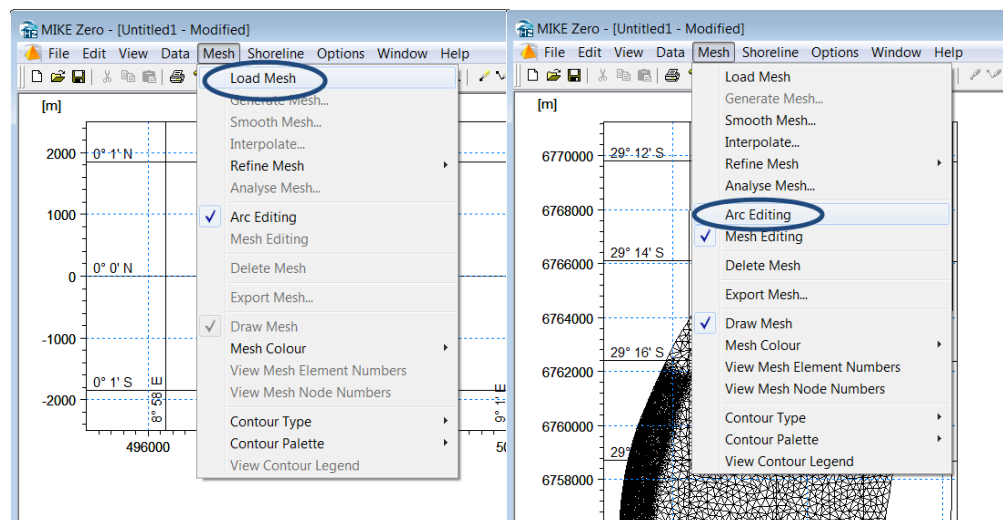 MIKE Zero - [Untitled1 - Modified]
File Edit View Data Mesh Shoreline Options Window Help
[m]
2000
1000
0
-1000
-2000
0° 1' N
0° 0' N
0° 1' S
8° 58' E
496000
Load Mesh
Generate Mesh...
Smooth Mesh...
Interpolate...
Refine Mesh
Analyse Mesh...
Arc Editing
Mesh Editing
Delete Mesh
Export Mesh...
Draw Mesh
Mesh Colour
View Mesh Element Numbers
View Mesh Node Numbers
Contour Type
Contour Palette
View Contour Legend
9° 1' E
50
MIKE Zero - [Untitled1 - Modified]
File Edit View Data Mesh Shoreline Options Window Help
[m]
6770000
6768000
6766000
6764000
6762000
6760000
6758000
29° 12' S
29° 14' S
29° 16' S
29°
Load Mesh
Generate Mesh...
Smooth Mesh...
Interpolate...
Refine Mesh
Analyse Mesh...
Arc Editing
Mesh Editing
Delete Mesh
Export Mesh...
Draw Mesh
Mesh Colour
View Mesh Element Numbers
View Mesh Node Numbers
Contour Type
Contour Palette
View Contour Legend